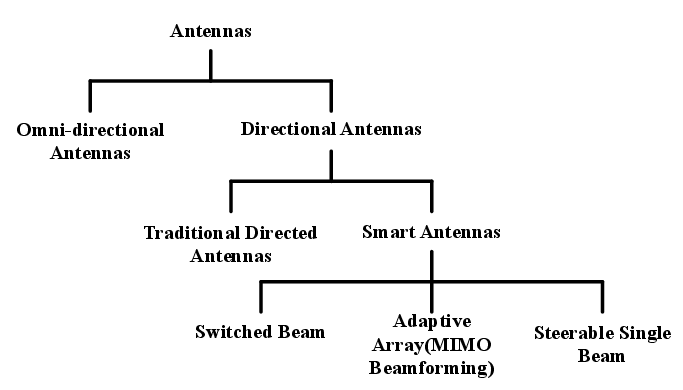 Antennas
Omni-directional
Antennas
Directional Antennas
Traditional Directed
Antennas
Smart Antennas
Switched Beam
Adaptive
Array(MIMO
Beamforming)
Steerable Single
Beam